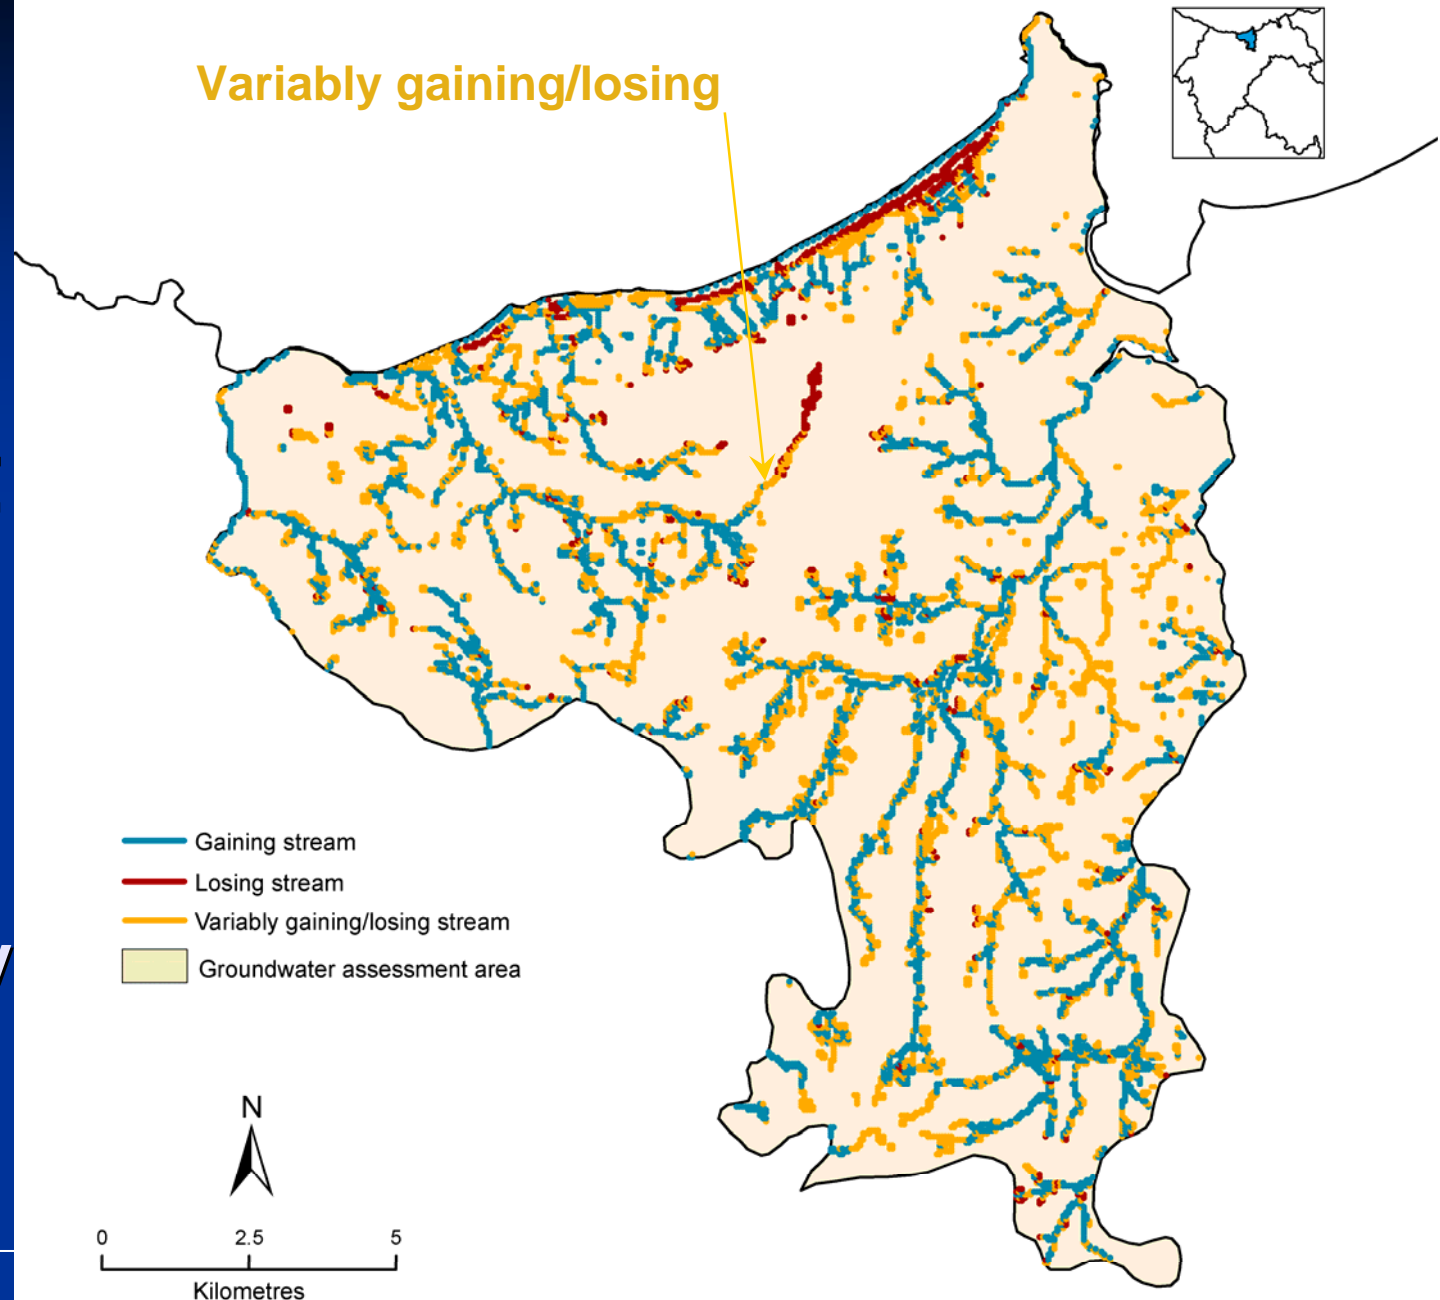 Variably gaining/losing
Gaining stream
Losing stream
Variably gaining/losing stream
Groundwater assessment area
N
0 2.5 5
Kilometres